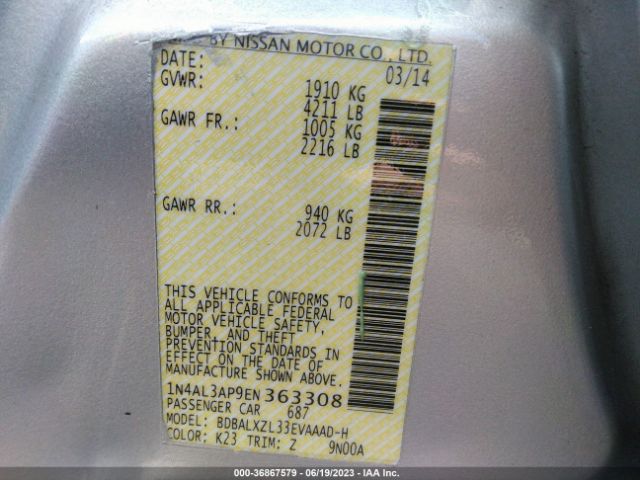 BY NISSAN MOTOR CO., LTD.
DATE: 03/14
GVWR: 1910 KG
4211 LB
GAWR FR.: 1005 KG
2216 LB
GAWR RR.: 940 KG
2072 LB
THIS VEHICLE CONFORMS TO
ALL APPLICABLE FEDERAL
MOTOR VEHICLE SAFETY,
BUMPER, AND THEFT
PREVENTION STANDARDS IN
EFFECT ON THE DATE OF
MANUFACTURE SHOWN ABOVE.
1N4AL3AP9EN 363308
PASSENGER CAR 687
MODEL: BDBALXZL33EVAAAD-H
COLOR: K23 TRIM: Z 9N00A
ID: 000-36867579 — 06/19/2023 — IAA Inc.